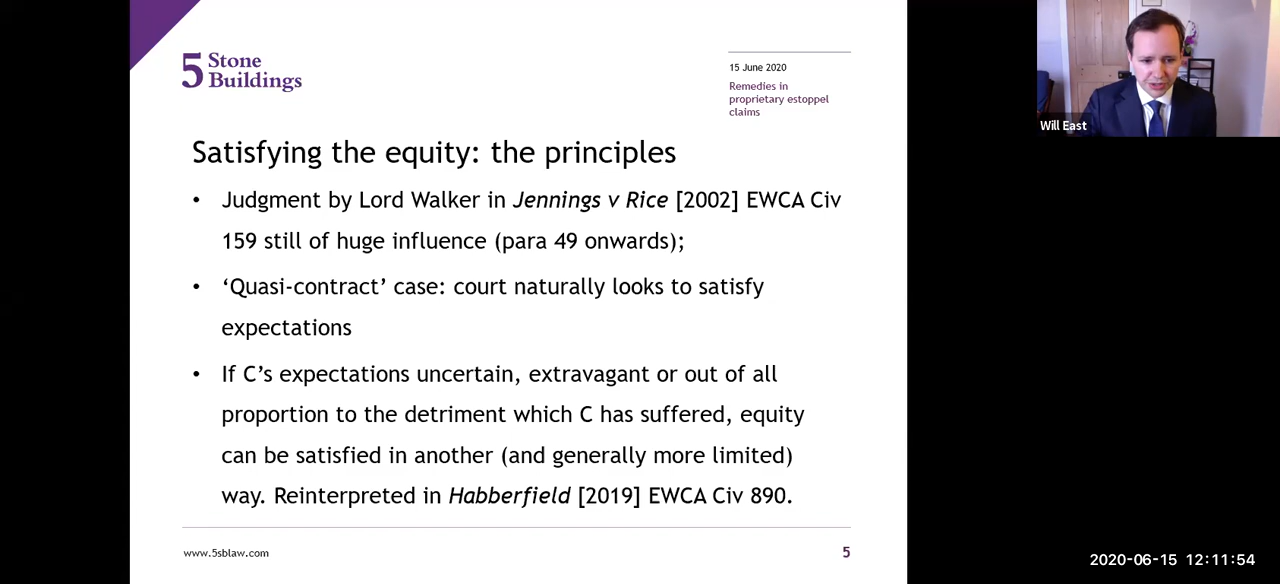 5 Stone
Buildings
15 June 2020
Remedies in
proprietary estoppel
claims
Satisfying the equity: the principles
• Judgment by Lord Walker in Jennings v Rice [2002] EWCA Civ
159 still of huge influence (para 49 onwards);
• ‘Quasi-contract’ case: court naturally looks to satisfy
expectations
• If C’s expectations uncertain, extravagant or out of all
proportion to the detriment which C has suffered, equity
can be satisfied in another (and generally more limited)
way. Reinterpreted in Habberfield [2019] EWCA Civ 890.
www.5sblaw.com
5
Will East
2020-06-15 12:11:54